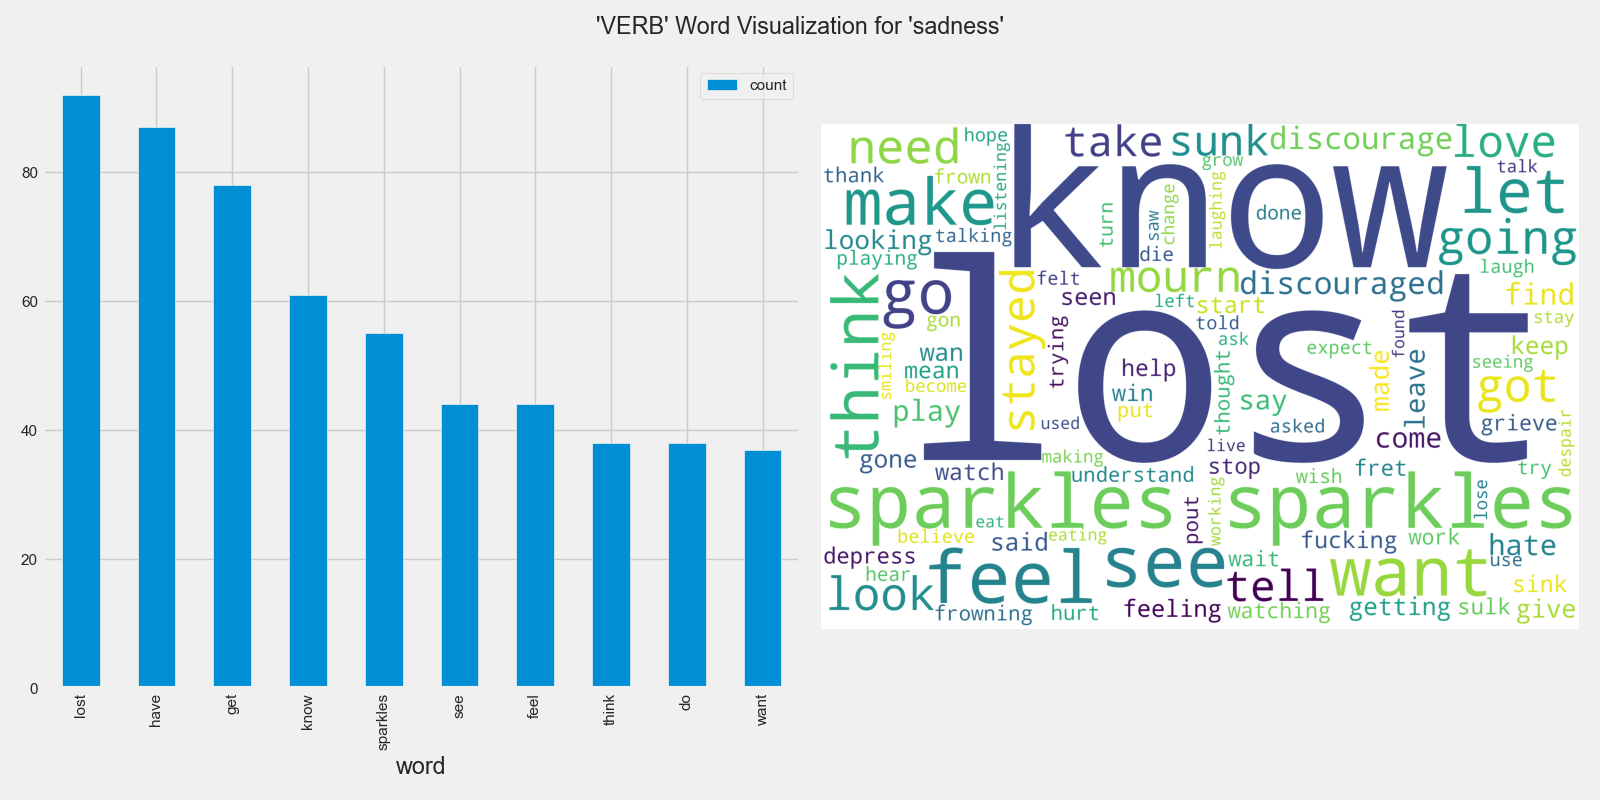 'VERB' Word Visualization for 'sadness'
count
80
60
40
20
0
lost
have
get
know
sparkles
see
feel
think
do
want
word
need
hope
know
take
sunk
discourage
love
thank
frown
listening
grow
talk
make
let
turn
saw
change
laughing
done
looking
talking
going
playing
die
lost
think
go
stayed
felt
mourn
discouraged
laugh
seen
left
start
find
gon
told
stay
trying
ask
found
wan
thought
expect
keep
smiling
mean
help
made
leave
seeing
become
win
got
play
put
say
used
asked
come
grieve
despair
gone
making
live
watch
understand
stop
wish
fret
try
sparkles
sparkles
lose
eat
pout
working
believe
eating
said
fucking
work
hate
depress
see
wait
use
hear
feel
tell
want
sink
look
frowning
hurt
feeling
watching
getting
sulk
give